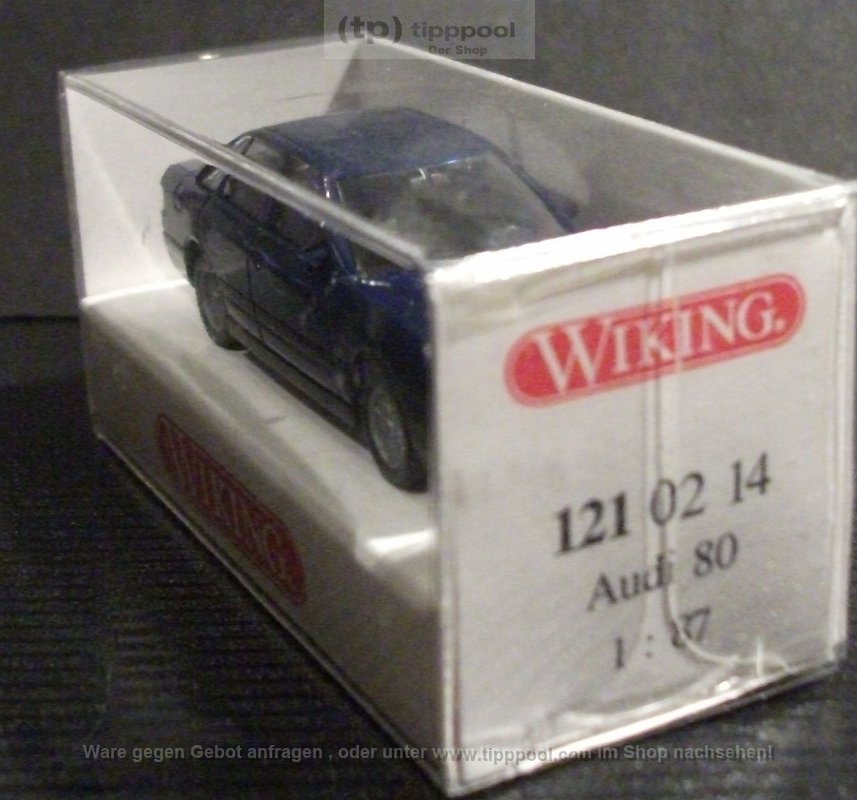 (tp) tipppool
Der Shop
WIKING
WIKING
121 02 14
Audi 80
1 : 87
Ware gegen Gebot anfragen , oder unter www.tipppool.com im Shop nachsehen!